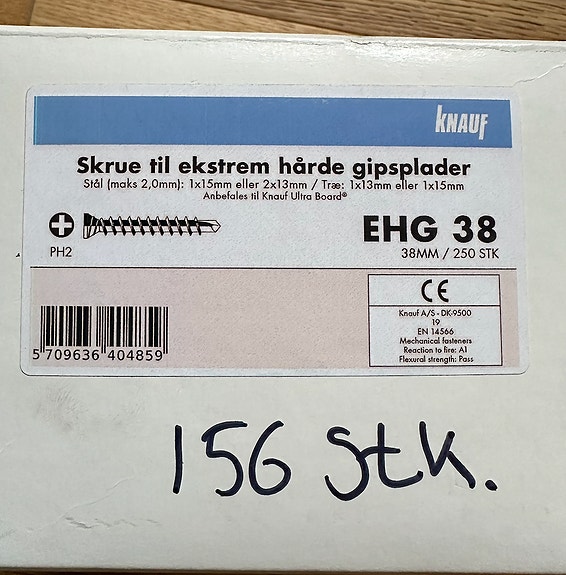 KNAUF
Skrue til ekstrem hårde gipsplader
Stål (maks 2,0mm): 1x15mm eller 2x13mm / Træ: 1x13mm eller 1x15mm
Anbefales til Knauf Ultra Board®
PH2
EHG 38
38MM / 250 STK
CE
Knauf A/S - DK-9500
19
EN 14566
Mechanical fasteners
Reaction to fire: A1
Flexural strength: Pass
5 709636 404859
156 Stk.